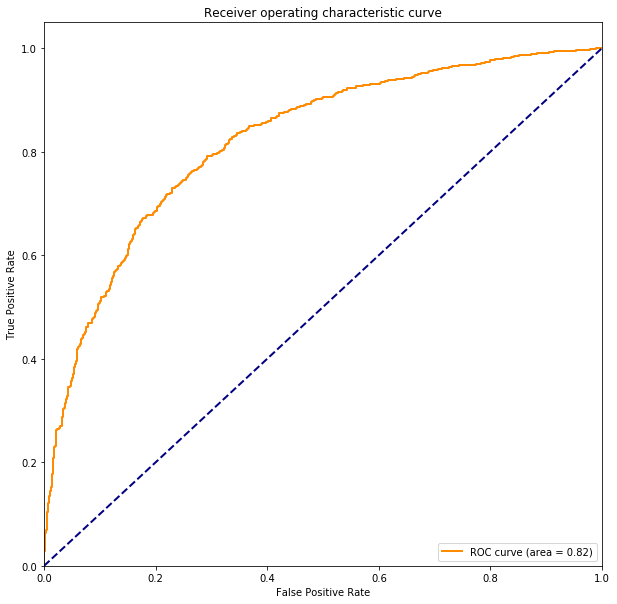 Receiver operating characteristic curve
True Positive Rate
1.0
0.8
0.6
0.4
0.2
0.0
ROC curve (area = 0.82)
0.0 0.2 0.4 0.6 0.8 1.0
False Positive Rate